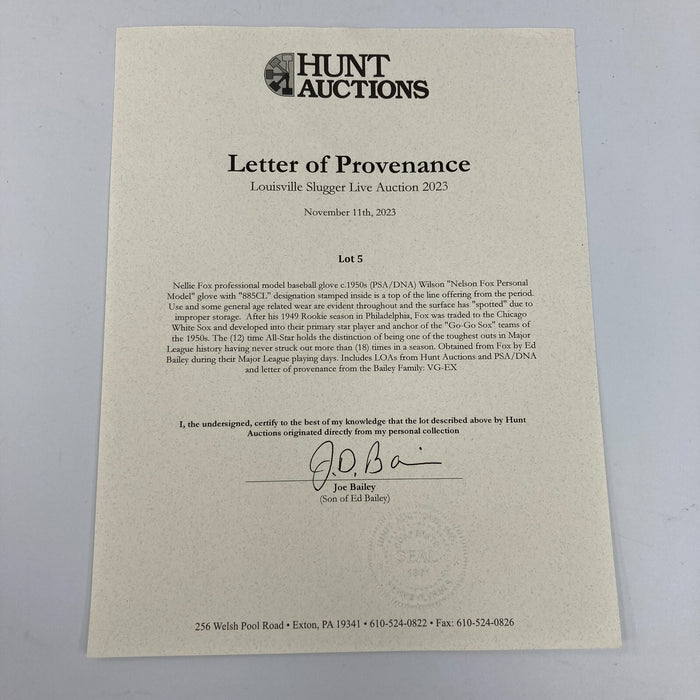 HUNT
AUCTIONS
Letter of Provenance
Louisville Slugger Live Auction 2023
November 11th, 2023
Lot 5
Nellie Fox professional model baseball glove c.1950s (PSA/DNA) Wilson "Nelson Fox Personal
Model" glove with "885CL" designation stamped inside is a top of the line offering from the period.
Use and some general age related wear are evident throughout and the surface has "spotted" due to
improper storage. After his 1949 Rookie season in Philadelphia, Fox was traded to the Chicago
White Sox and developed into their primary star player and anchor of the "Go-Go Sox" teams of
the 1950s. The (12) time All-Star holds the distinction of being one of the toughest outs in Major
League history having never struck out more than (18) times in a season. Obtained from Fox by Ed
Bailey during their Major League playing days. Includes LOAs from Hunt Auctions and PSA/DNA
and letter of provenance from the Bailey Family: VG-EX
I, the undersigned, certify to the best of my knowledge that the lot described above by Hunt
Auctions originated directly from my personal collection
Joe Bailey
(Son of Ed Bailey)
SEAL
256 Welsh Pool Road • Exton, PA 19341 • 610-524-0822 • Fax: 610-524-0826